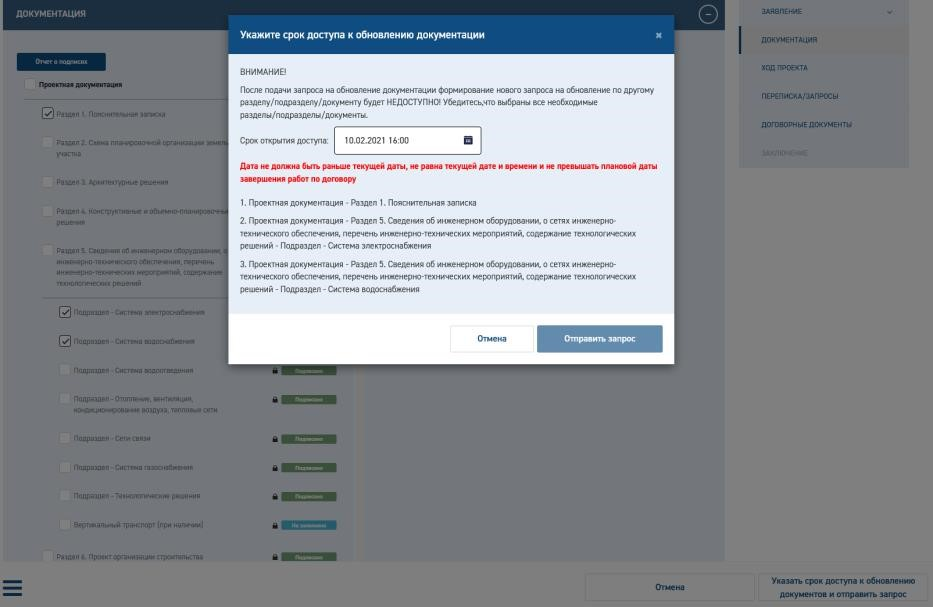 ДОКУМЕНТАЦИЯ
Отчет о подписях
Проектная документация
Раздел 1. Пояснительная записка
Раздел 2. Схема планировочной организации
участка
Раздел 3. Архитектурные решения
Раздел 4. Конструктивные и объемно-планировочные
решения
Раздел 5. Сведения об инженерном оборудовании, о
сетях инженерно-технического обеспечения, перечень
инженерно-технических мероприятий, содержание
технологических решений
Подраздел - Система электроснабжения
Подраздел - Система водоснабжения
Подраздел - Система водоотведения
Подписано
Подраздел - Отопление, вентиляция,
кондиционирование воздуха, тепловые сети
Подписано
Подраздел - Сети связи
Подписано
Подраздел - Система газоснабжения
Подписано
Подраздел - Технологические решения
Подписано
Вертикальный транспорт (при наличии)
Не заполнено
Раздел 6. Проект организации строительства
Подписано
Укажите срок доступа к обновлению документации
ВНИМАНИЕ!
После подачи запроса на обновление документации формирование нового запроса на обновление по другому
разделу/подразделу/документу будет НЕДОСТУПНО! Убедитесь,что выбраны все необходимые
разделы/подразделы/документы.
Срок открытия доступа: 10.02.2021 16:00
Дата не должна быть раньше текущей даты, не равна текущей дате и времени и не превышать плановой даты
завершения работ по договору
1. Проектная документация - Раздел 1. Пояснительная записка
2. Проектная документация - Раздел 5. Сведения об инженерном оборудовании, о сетях инженерно-
технического обеспечения, перечень инженерно-технических мероприятий, содержание технологических
решений - Подраздел - Система электроснабжения
3. Проектная документация - Раздел 5. Сведения об инженерном оборудовании, о сетях инженерно-
технического обеспечения, перечень инженерно-технических мероприятий, содержание технологических
решений - Подраздел - Система водоснабжения
Отмена
Отправить запрос
ЗАЯВЛЕНИЕ
ДОКУМЕНТАЦИЯ
ХОД ПРОЕКТА
ПЕРЕПИСКА/ЗАПРОСЫ
ДОГОВОРНЫЕ ДОКУМЕНТЫ
ЗАКЛЮЧЕНИЕ
Отмена
Указать срок доступа к обновлению
документов и отправить запрос